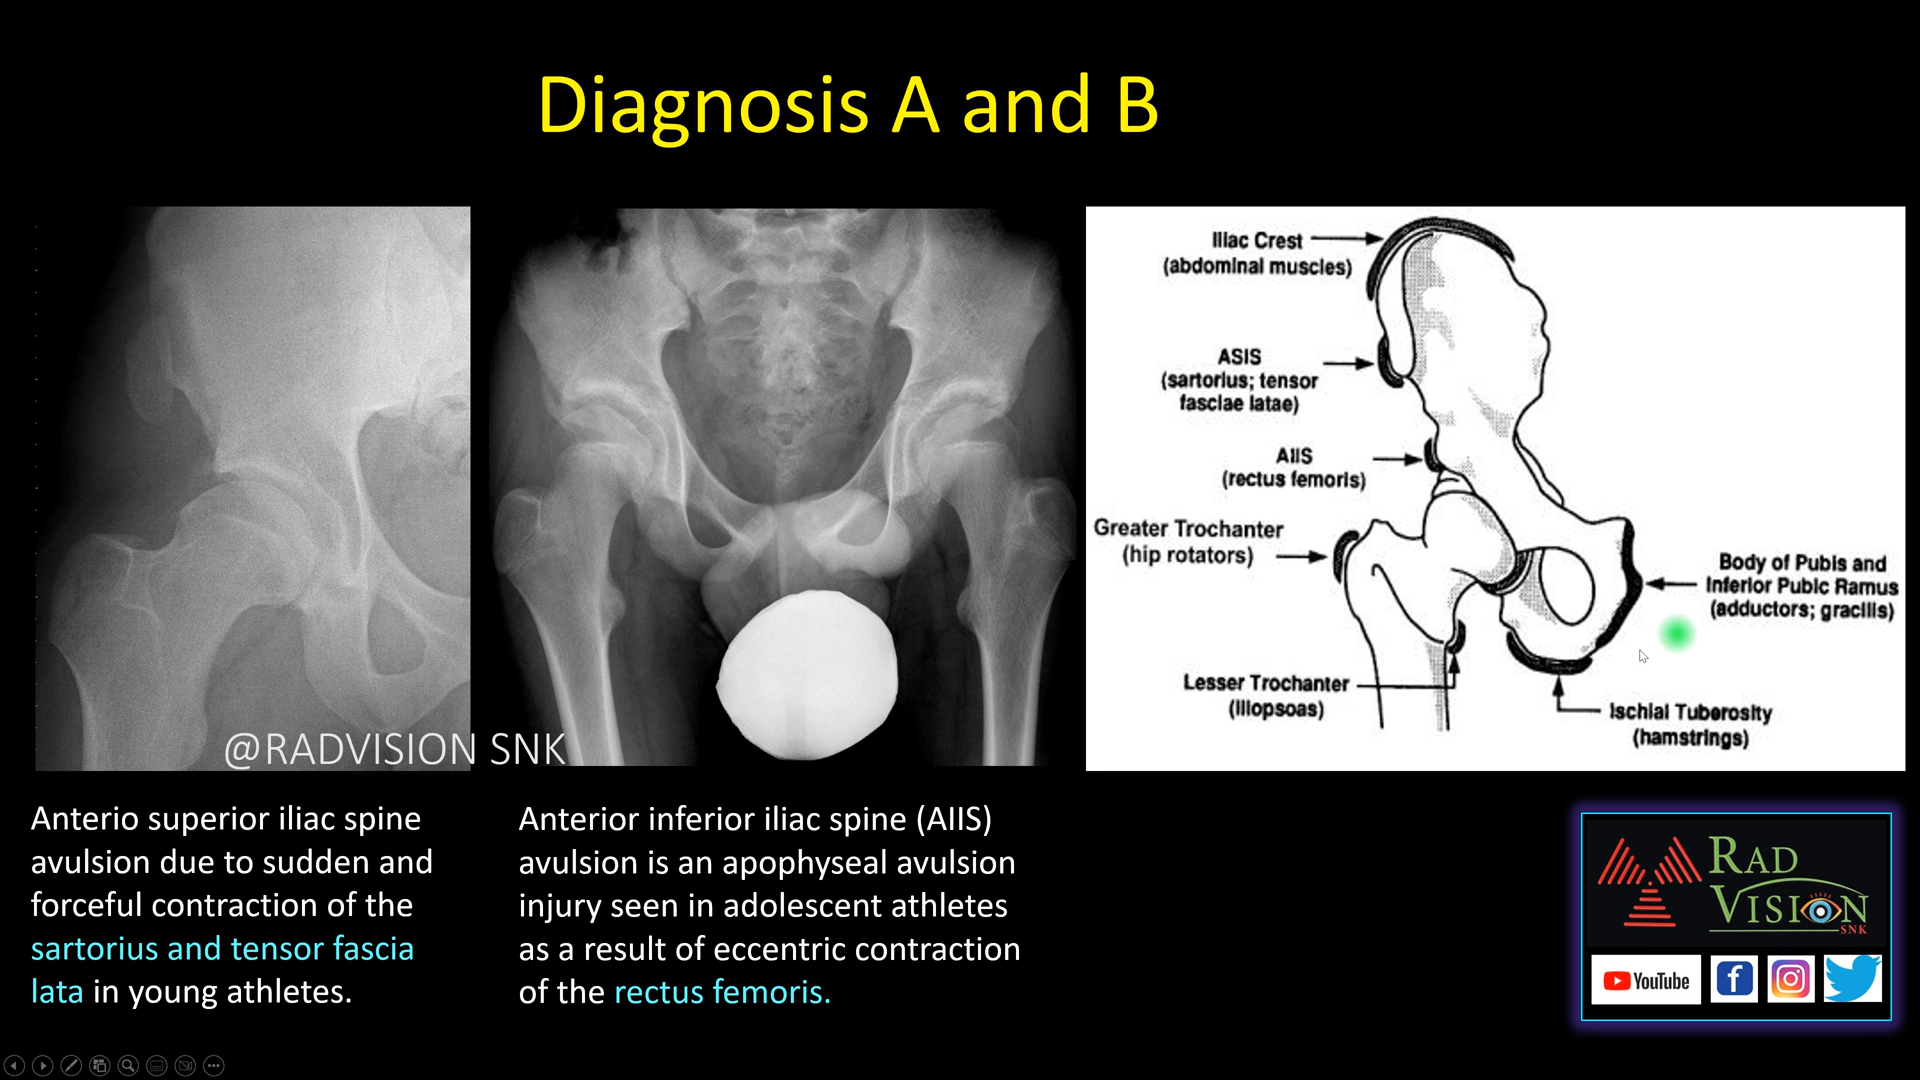 Diagnosis A and B
@RADVISION SNK
Anterio superior iliac spine
avulsion due to sudden and
forceful contraction of the
sartorius and tensor fascia
lata in young athletes.
Anterior inferior iliac spine (AIIS)
avulsion is an apophyseal avulsion
injury seen in adolescent athletes
as a result of eccentric contraction
of the rectus femoris.
Iliac Crest
(abdominal muscles)
ASIS
(sartorius; tensor
fasciae latae)
AIIS
(rectus femoris)
Greater Trochanter
(hip rotators)
Lesser Trochanter
(iliopsoas)
Body of Pubis and
Inferior Pubic Ramus
(adductors; gracilis)
Ischial Tuberosity
(hamstrings)
RAD
VISION
SNK
YouTube